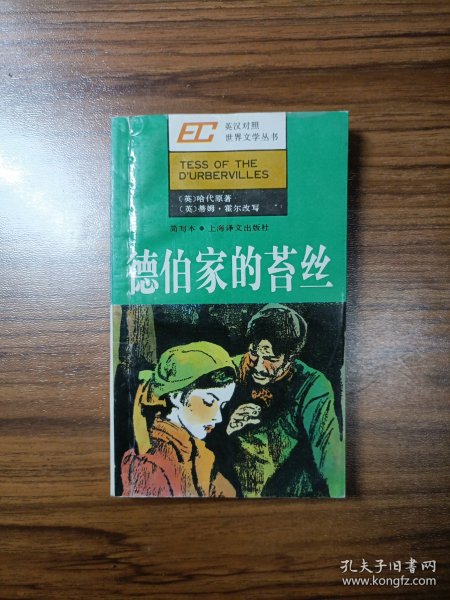 EC
英汉对照
世界文学丛书
TESS OF THE
D'URBERVILLES
〔英〕哈代原著
〔英〕蒂姆·霍尔改写
简写本●上海译文出版社
德伯家的苔丝
孔夫子旧书网
www.kongfz.com